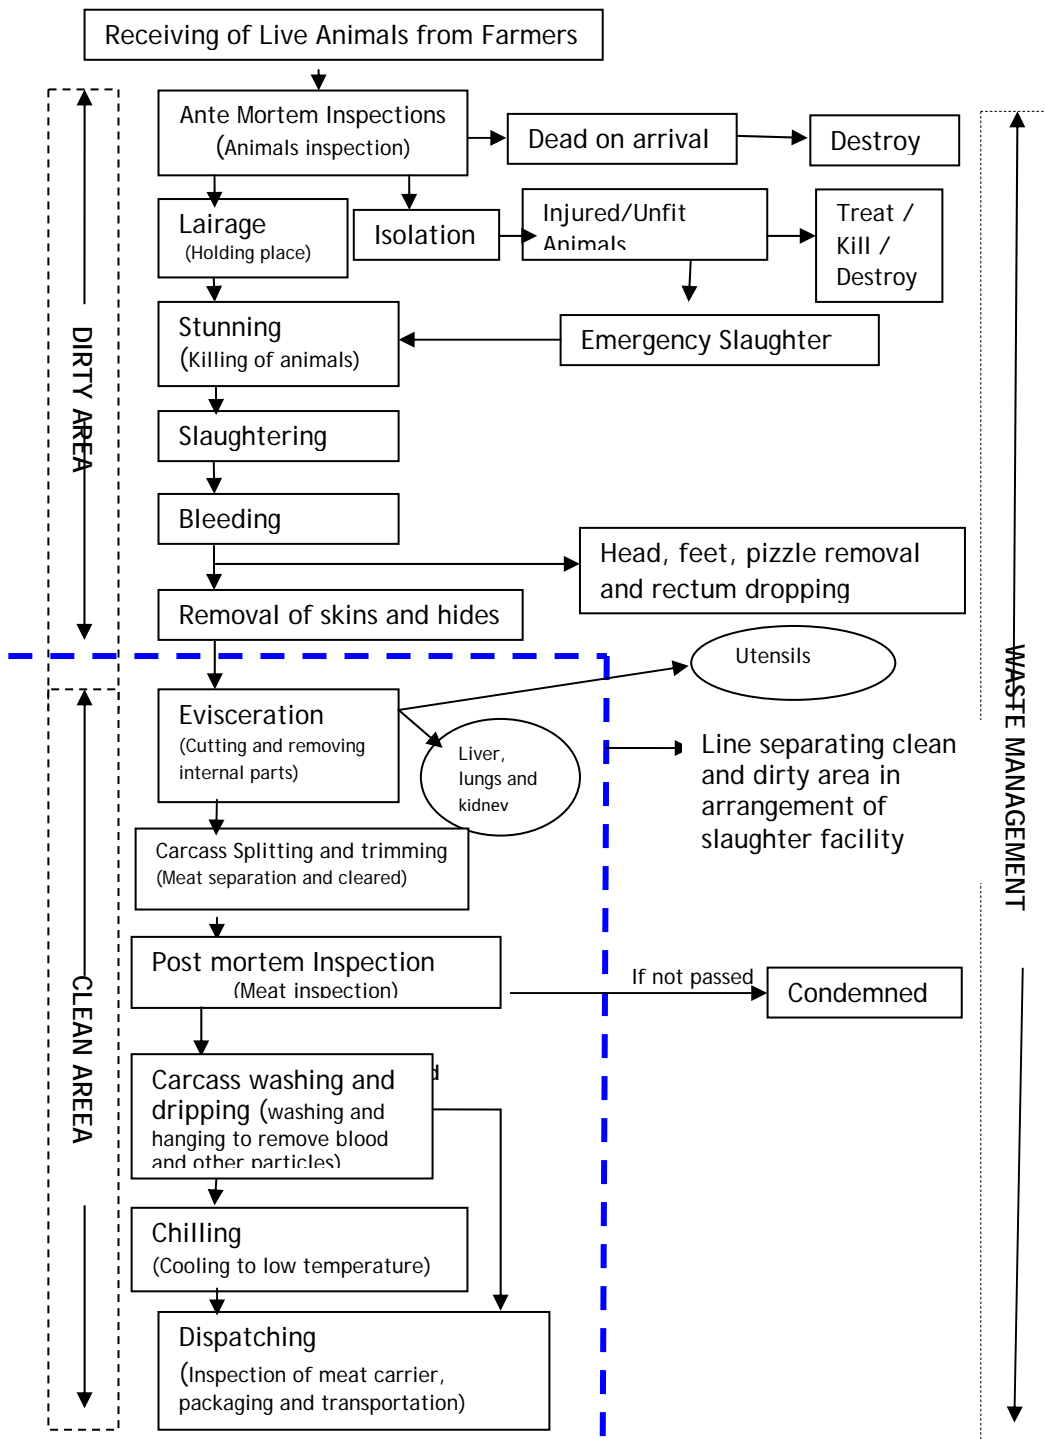 Receiving of Live Animals from Farmers
Ante Mortem Inspections
(Animals inspection)
Dead on arrival
Destroy
Lairage
(Holding place)
Isolation
Injured/Unfit
Animals
Treat /
Kill /
Destroy
Stunning
(Killing of animals)
Emergency Slaughter
DIRTY AREA
Slaughtering
Bleeding
Head, feet, pizzle removal
and rectum dropping
Removal of skins and hides
Utensils
Evisceration
(Cutting and removing
internal parts)
Liver,
lungs and
kidney
Line separating clean
and dirty area in
arrangement of
slaughter facility
WASTE MANAGEMENT
Carcass Splitting and trimming
(Meat separation and cleared)
Post mortem Inspection
(Meat inspection)
If not passed
Condemned
CLEAN AREEA
Carcass washing and
dripping (washing and
hanging to remove blood
and other particles)
Chilling
(Cooling to low temperature)
Dispatching
(Inspection of meat carrier,
packaging and transportation)